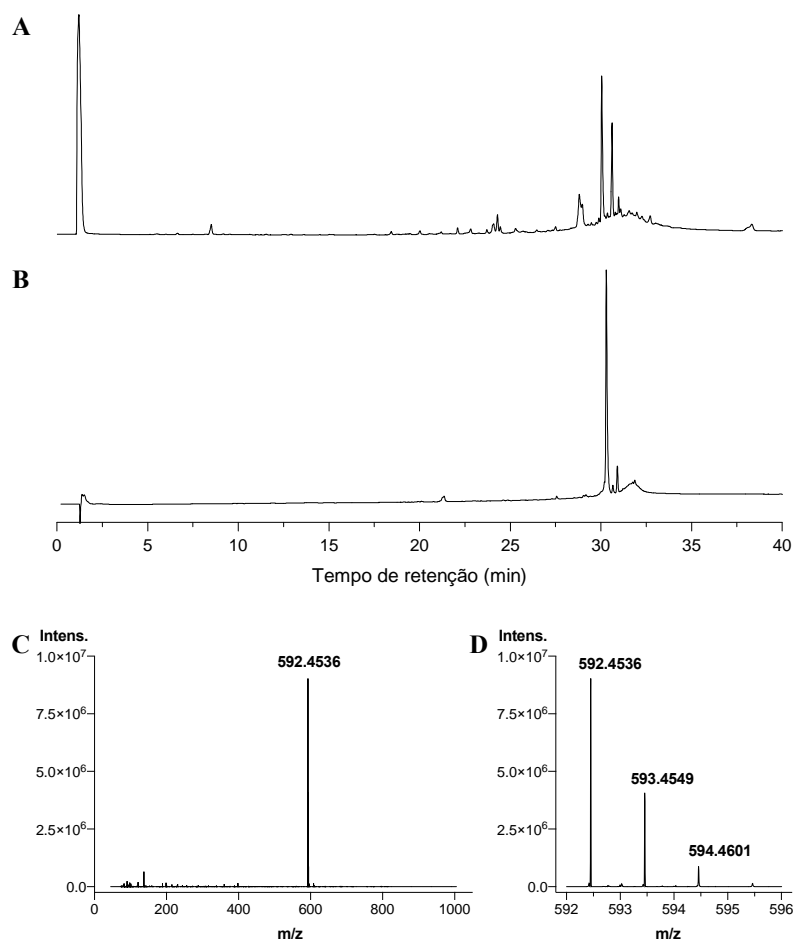 A
B
0 5 10 15 20 25 30 35 40
Tempo de retenção (min)
C Intens.
1.0×10⁷
7.5×10⁶
5.0×10⁶
2.5×10⁶
0.0
592.4536
0 200 400 600 800 1000
m/z
D Intens.
1.0×10⁷
7.5×10⁶
5.0×10⁶
2.5×10⁶
0.0
592.4536
593.4549
594.4601
592 593 594 595 596
m/z